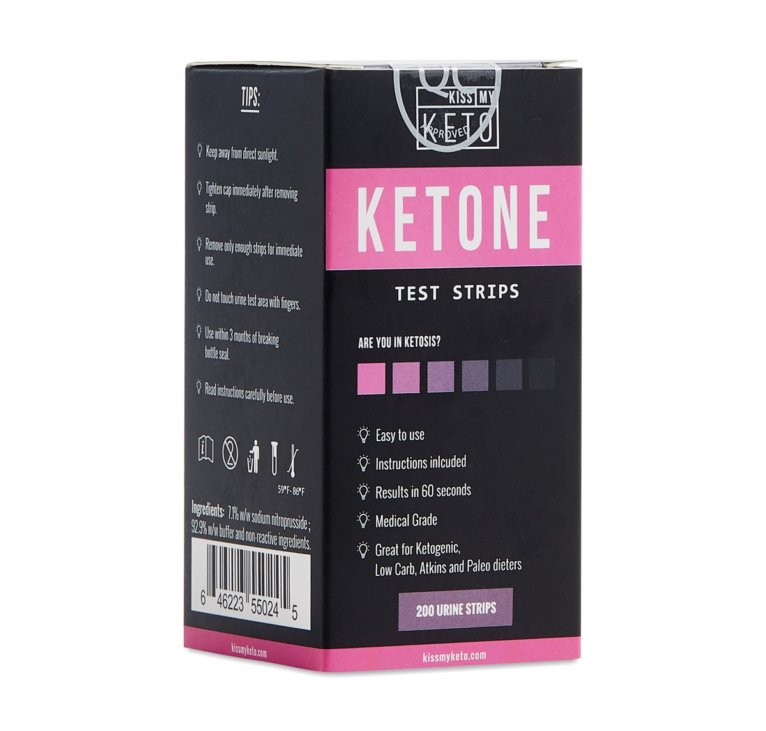 TIPS:
Keep away from direct sunlight.
Tighten cap immediately after removing
strip.
Remove only enough strips for immediate
use.
Do not touch urine test area with fingers.
Use within 3 months of breaking
bottle seal.
Read instructions carefully before use.
59°F-86°F
Ingredients: 7.1% w/w sodium nitroprusside;
92.9% w/w buffer and non-reactive ingredients.
6 46223 55024 5
kissmyketo.com
QC
APPROVED
KISS MY
KETO
KETONE
TEST STRIPS
ARE YOU IN KETOSIS?
Easy to use
Instructions inlcuded
Results in 60 seconds
Medical Grade
Great for Ketogenic,
Low Carb, Atkins and Paleo dieters
200 URINE STRIPS
kissmyketo.com